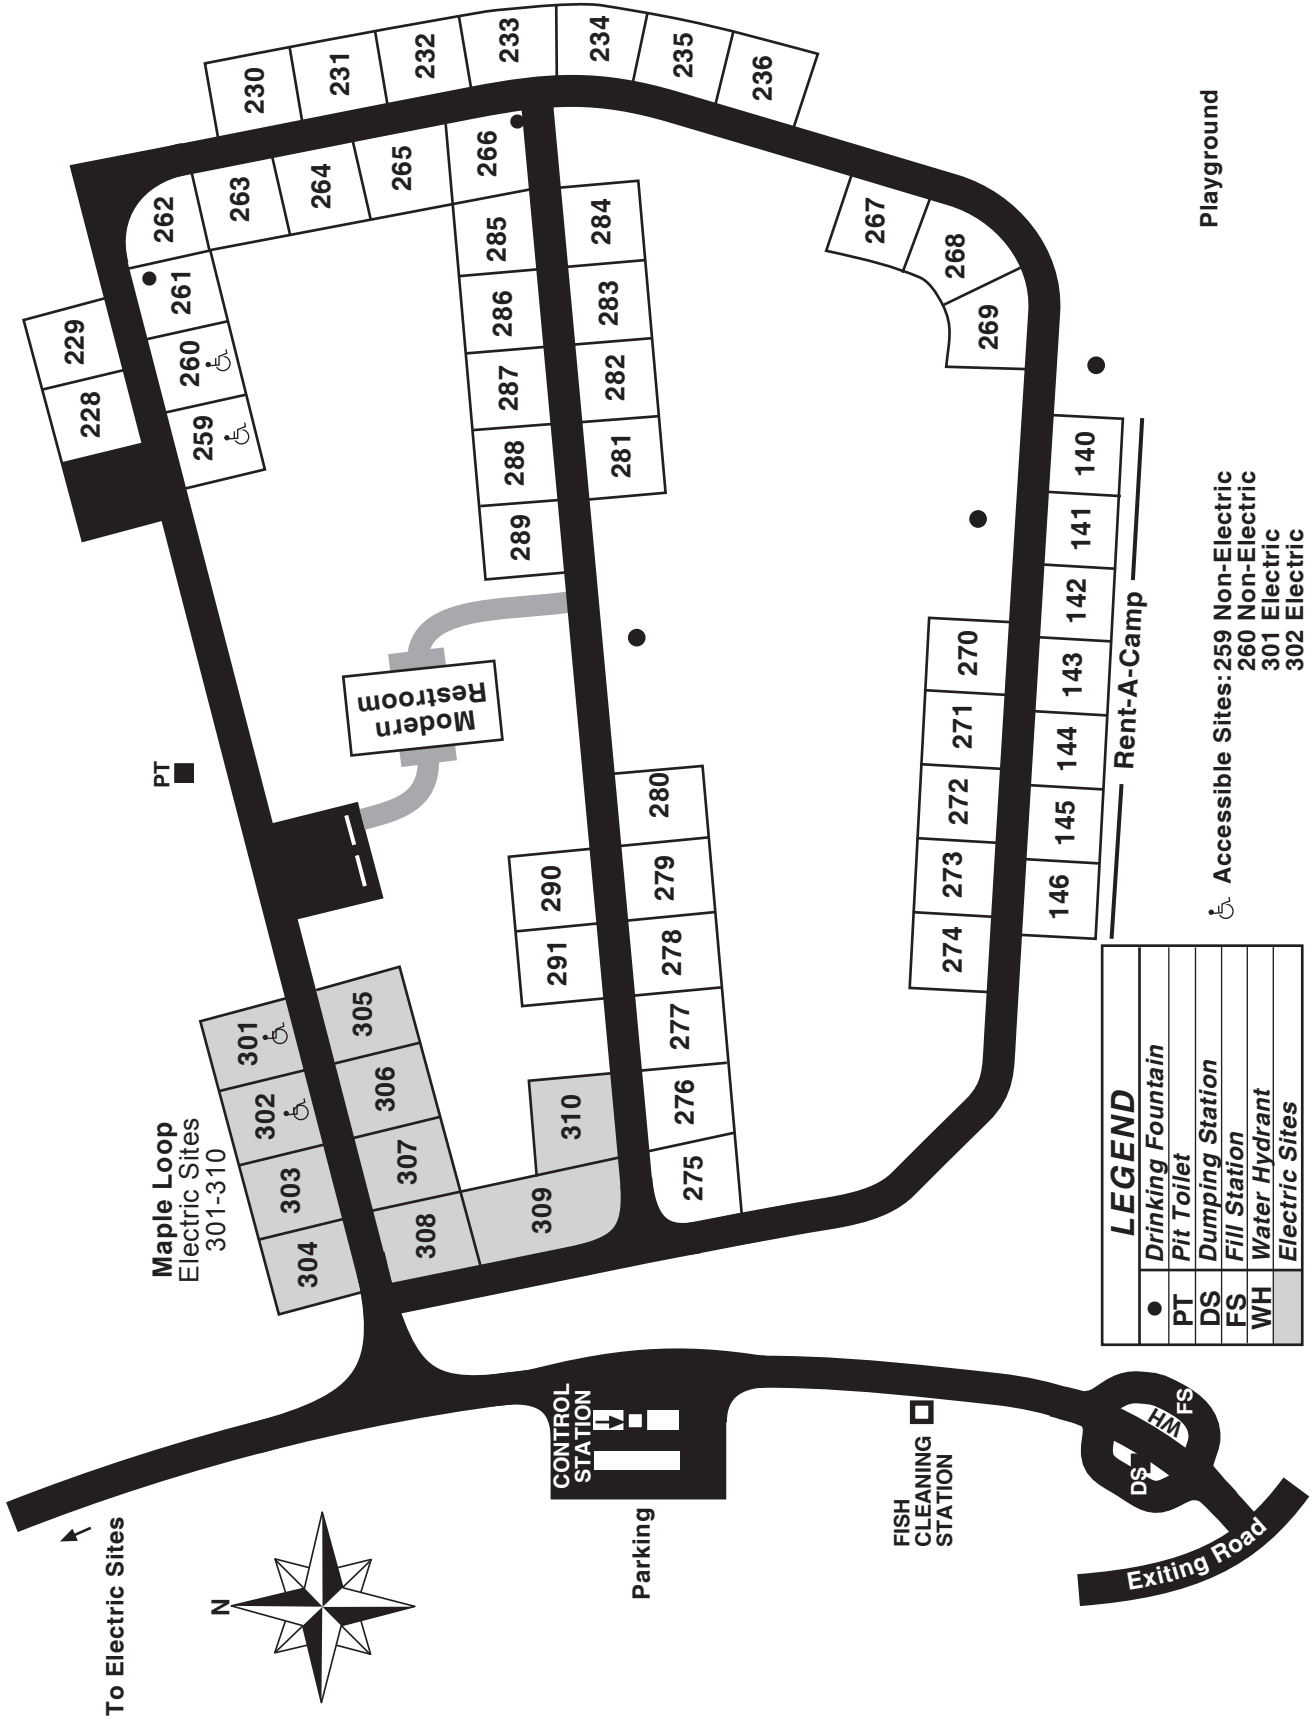 230
231
232
233
234
235
236
262
263
264
265
266
229
228
261
260
259
285
286
287
288
289
284
283
282
281
267
268
269
Playground
PT
Modern
Restroom
290
291
280
279
278
277
276
275
270
271
272
273
274
140
141
142
143
144
145
146
Rent-A-Camp
Maple Loop
Electric Sites
301-310
301
302
303
304
305
306
307
308
309
310
Accessible Sites: 259 Non-Electric
260 Non-Electric
301 Electric
302 Electric
LEGEND
Drinking Fountain
PT Pit Toilet
DS Dumping Station
FS Fill Station
WH Water Hydrant
Electric Sites
To Electric Sites
N
CONTROL
STATION
Parking
FISH
CLEANING
STATION
DS
WH
FS
Exiting Road